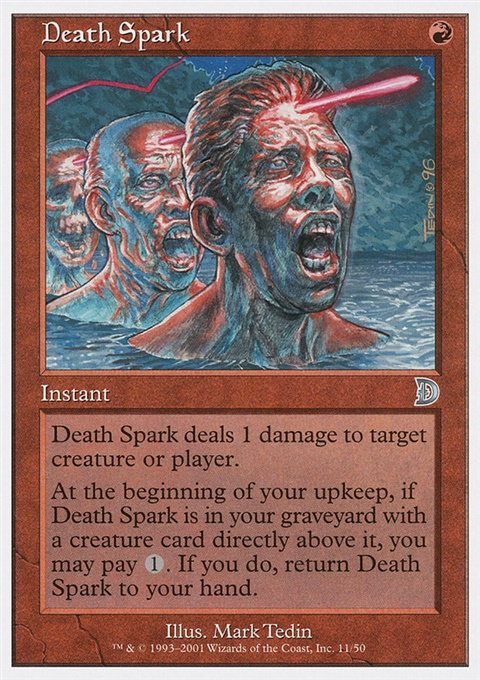 Death Spark
TEDIN © 96
Instant
D
Death Spark deals 1 damage to target
creature or player.
At the beginning of your upkeep, if
Death Spark is in your graveyard with
a creature card directly above it, you
may pay 1. If you do, return Death
Spark to your hand.
Illus. Mark Tedin
™ & © 1993–2001 Wizards of the Coast, Inc. 11/50